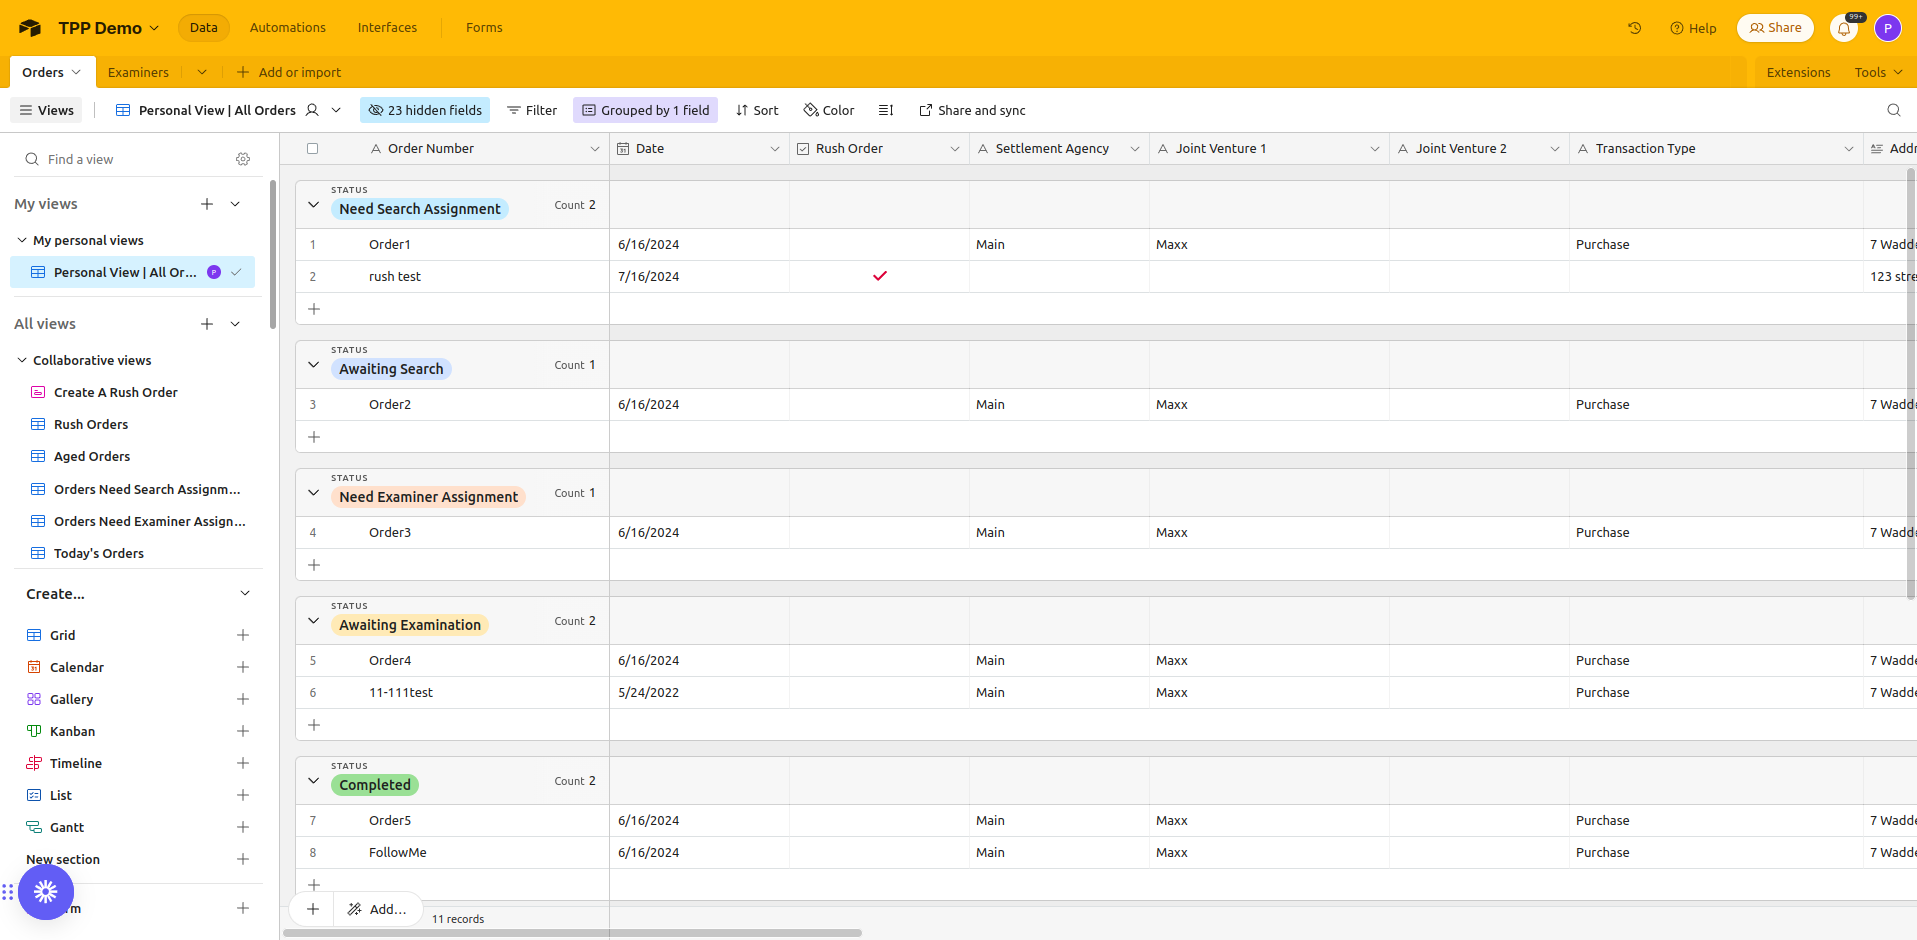 TPP Demo
Data
Automations
Interfaces
Forms
Help
Share
99+
P
Orders
Examiners
Add or import
Extensions
Tools
Views
Personal View | All Orders
23 hidden fields
Filter
Grouped by 1 field
Sort
Color
Share and sync
Find a view
My views
My personal views
Personal View | All Or...
P
All views
Collaborative views
Create A Rush Order
Rush Orders
Aged Orders
Orders Need Search Assignm...
Orders Need Examiner Assign...
Today's Orders
Create...
Grid
Calendar
Gallery
Kanban
Timeline
List
Gantt
New section
Order Number Date Rush Order Settlement Agency Joint Venture 1 Joint Venture 2 Transaction Type Addr
STATUS
Need Search Assignment Count 2
1 Order1 6/16/2024 Main Maxx Purchase 7 Wadde
2 rush test 7/16/2024 123 stre
STATUS
Awaiting Search Count 1
3 Order2 6/16/2024 Main Maxx Purchase 7 Wadde
STATUS
Need Examiner Assignment Count 1
4 Order3 6/16/2024 Main Maxx Purchase 7 Wadde
STATUS
Awaiting Examination Count 2
5 Order4 6/16/2024 Main Maxx Purchase 7 Wadde
6 11-111test 5/24/2022 Main Maxx Purchase 7 Wadde
STATUS
Completed Count 2
7 Order5 6/16/2024 Main Maxx Purchase 7 Wadde
8 FollowMe 6/16/2024 Main Maxx Purchase 7 Wadde
Add...
11 records